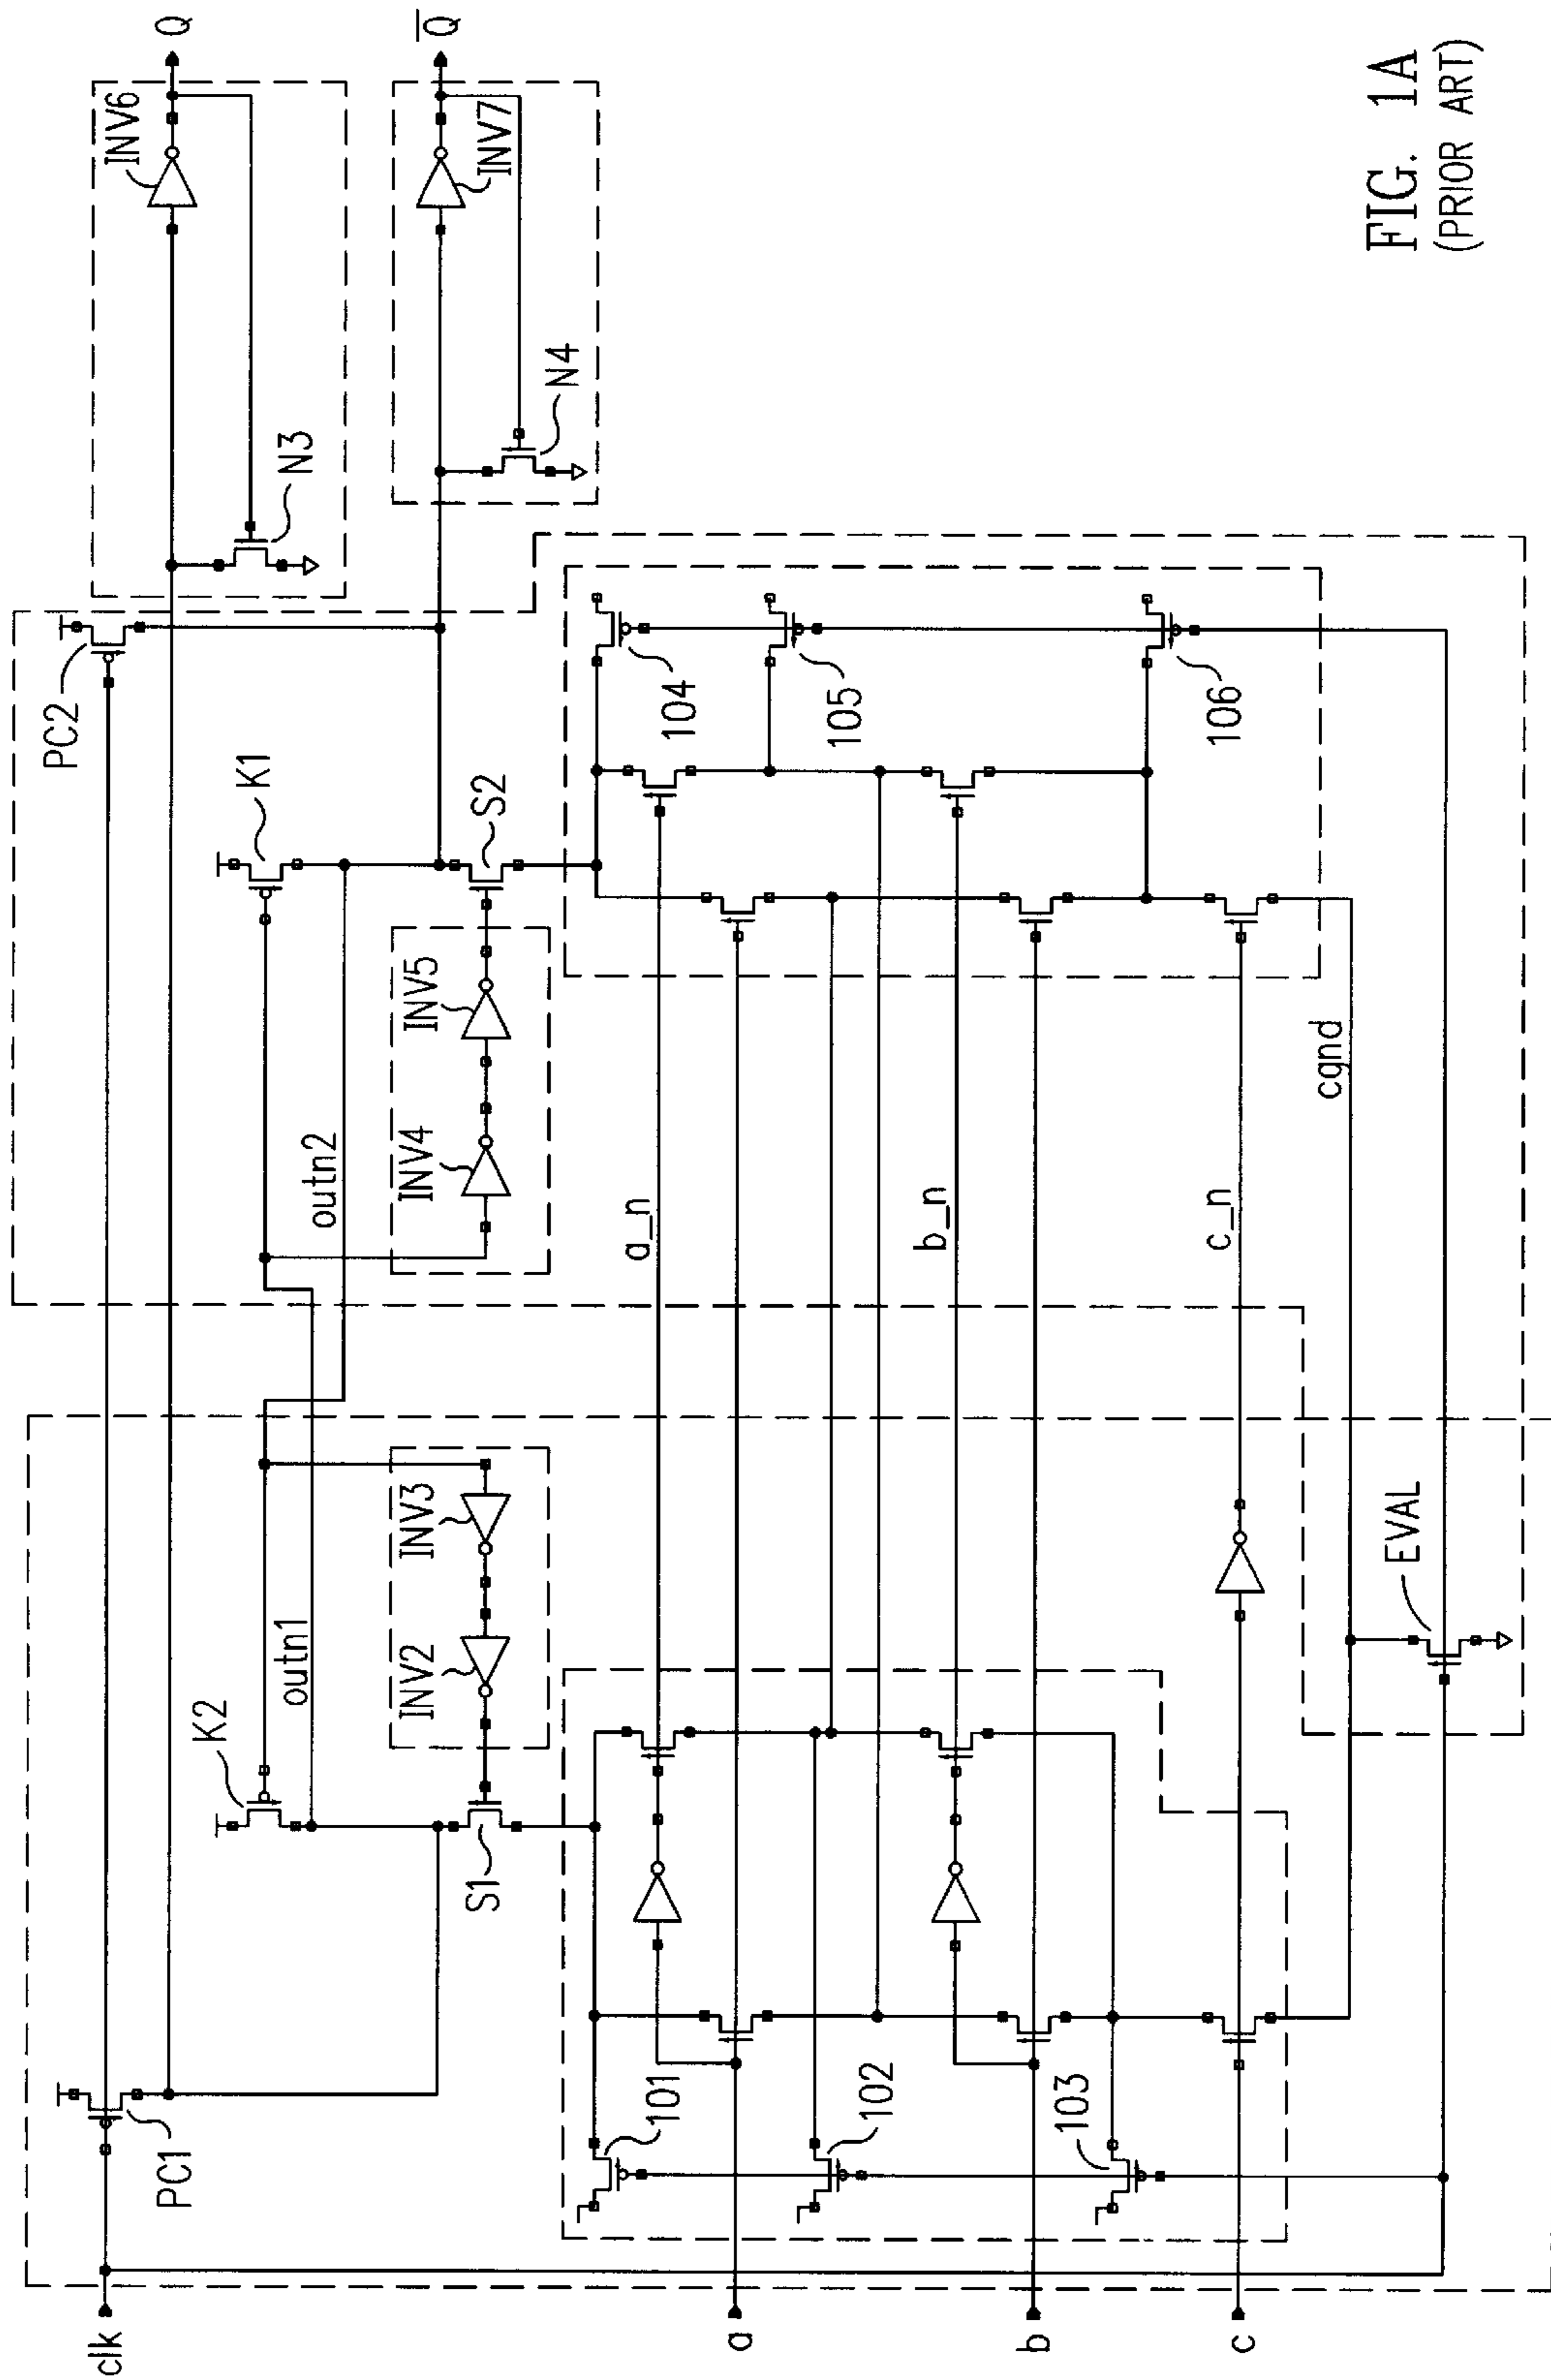 clk
PC1
K2
outn1
S1
INV2
INV3
101
102
103
a
b
c
EVAL
cgnd
a_n
b_n
c_n
outn2
INV4
INV5
K1
S2
PC2
104
105
106
N3
INV6
Q
N4
INV7
Q̅
FIG. 1A
(PRIOR ART)